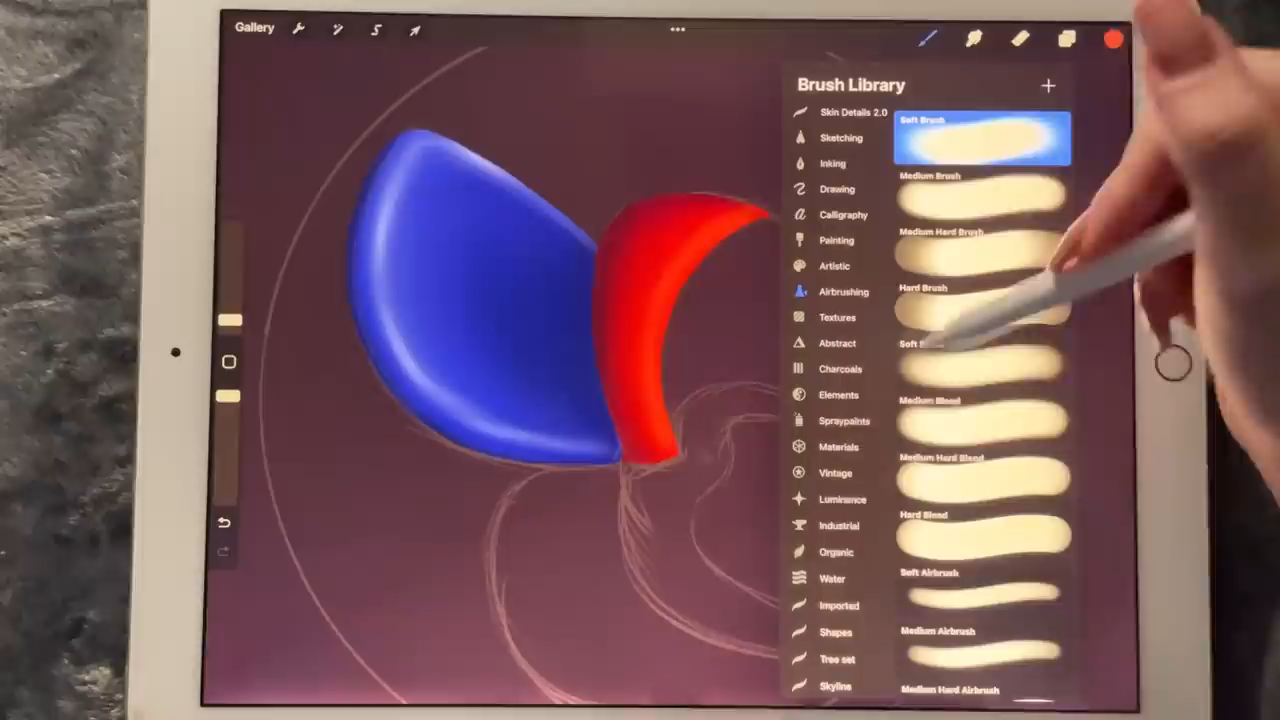 Gallery
Brush Library
Skin Details 2.0
Sketching
Inking
Drawing
Calligraphy
Painting
Artistic
Airbrushing
Textures
Abstract
Charcoals
Elements
Spraypaints
Materials
Vintage
Luminance
Industrial
Organic
Water
Imported
Shapes
Tree set
Skyline
Soft Brush
Medium Brush
Medium Hard Brush
Hard Brush
Soft
Medium Blend
Medium Hard Blend
Hard Blend
Soft Airbrush
Medium Airbrush
Medium Hard Airbrush